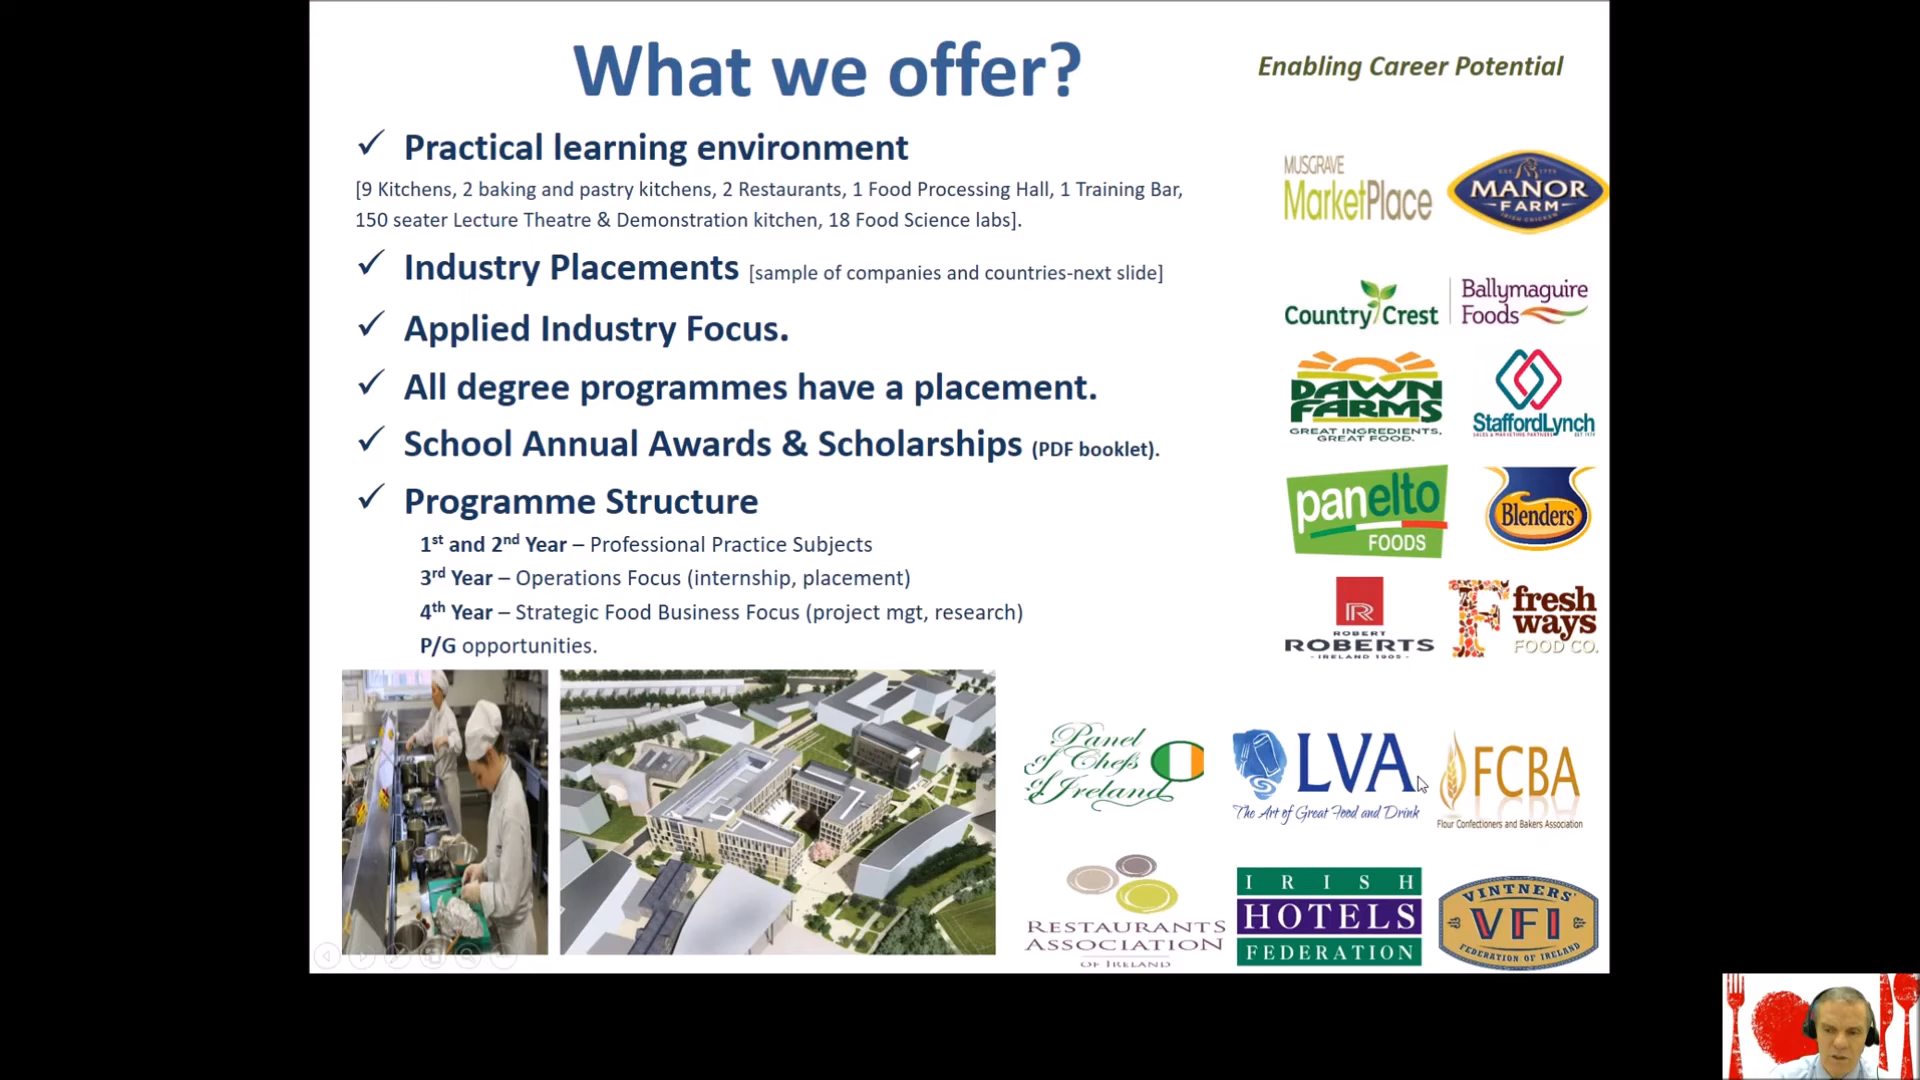 What we offer?
Enabling Career Potential
✓ Practical learning environment
[9 Kitchens, 2 baking and pastry kitchens, 2 Restaurants, 1 Food Processing Hall, 1 Training Bar,
150 seater Lecture Theatre & Demonstration kitchen, 18 Food Science labs].
✓ Industry Placements [sample of companies and countries-next slide]
✓ Applied Industry Focus.
✓ All degree programmes have a placement.
✓ School Annual Awards & Scholarships (PDF booklet).
✓ Programme Structure
1st and 2nd Year – Professional Practice Subjects
3rd Year – Operations Focus (internship, placement)
4th Year – Strategic Food Business Focus (project mgt, research)
P/G opportunities.
MUSGRAVE
MarketPlace
EST. 1775
MANOR
FARM
IRISH CHICKEN
Country Crest
Ballymaguire
Foods
DAWN
FARMS
GREAT INGREDIENTS.
GREAT FOOD.
StaffordLynch
SALES & MARKETING PARTNERS
panelto
FOODS
Blenders
R
ROBERT
ROBERTS
- IRELAND 1905 -
F fresh
ways
FOOD CO.
Panel
of Chefs
of Ireland
LVA
The Art of Great Food and Drink
FCBA
Flour Confectioners and Bakers Association
RESTAURANTS
ASSOCIATION
OF IRELAND
IRISH
HOTELS
FEDERATION
VINTNERS'
VFI
FEDERATION OF IRELAND